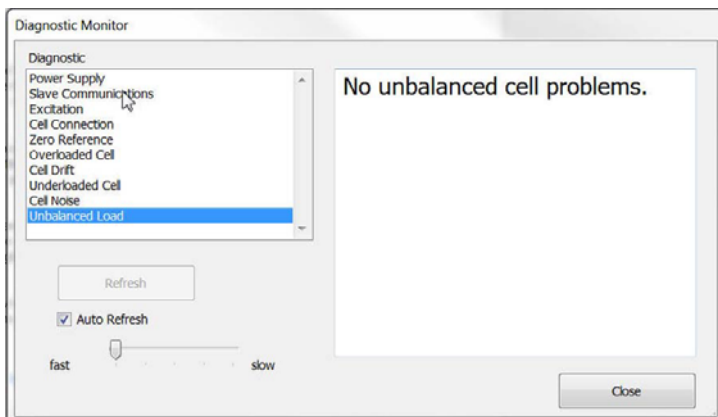 Diagnostic Monitor
Diagnostic
Power Supply
Slave Communications
Excitation
Cell Connection
Zero Reference
Overloaded Cell
Cell Drift
Underloaded Cell
Cell Noise
Unbalanced Load
No unbalanced cell problems.
Refresh
Auto Refresh
fast slow
Close